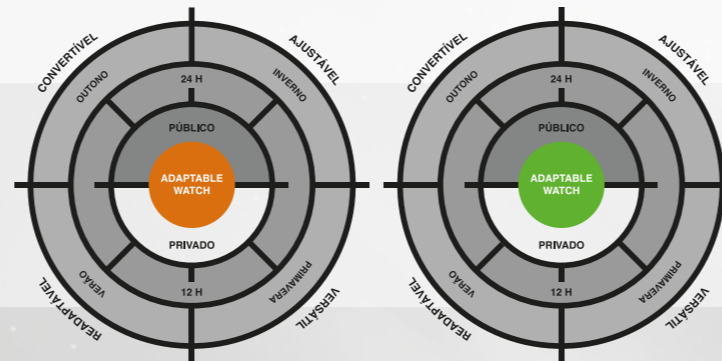 CONVERTÍVEL
AJUSTÁVEL
OUTONO
24 H
INVERNO
PÚBLICO
ADAPTABLE
WATCH
PRIVADO
VERÃO
12 H
PRIMAVERA
READAPTÁVEL
VERSÁTIL
CONVERTÍVEL
AJUSTÁVEL
OUTONO
24 H
INVERNO
PÚBLICO
ADAPTABLE
WATCH
PRIVADO
VERÃO
12 H
PRIMAVERA
READAPTÁVEL
VERSÁTIL